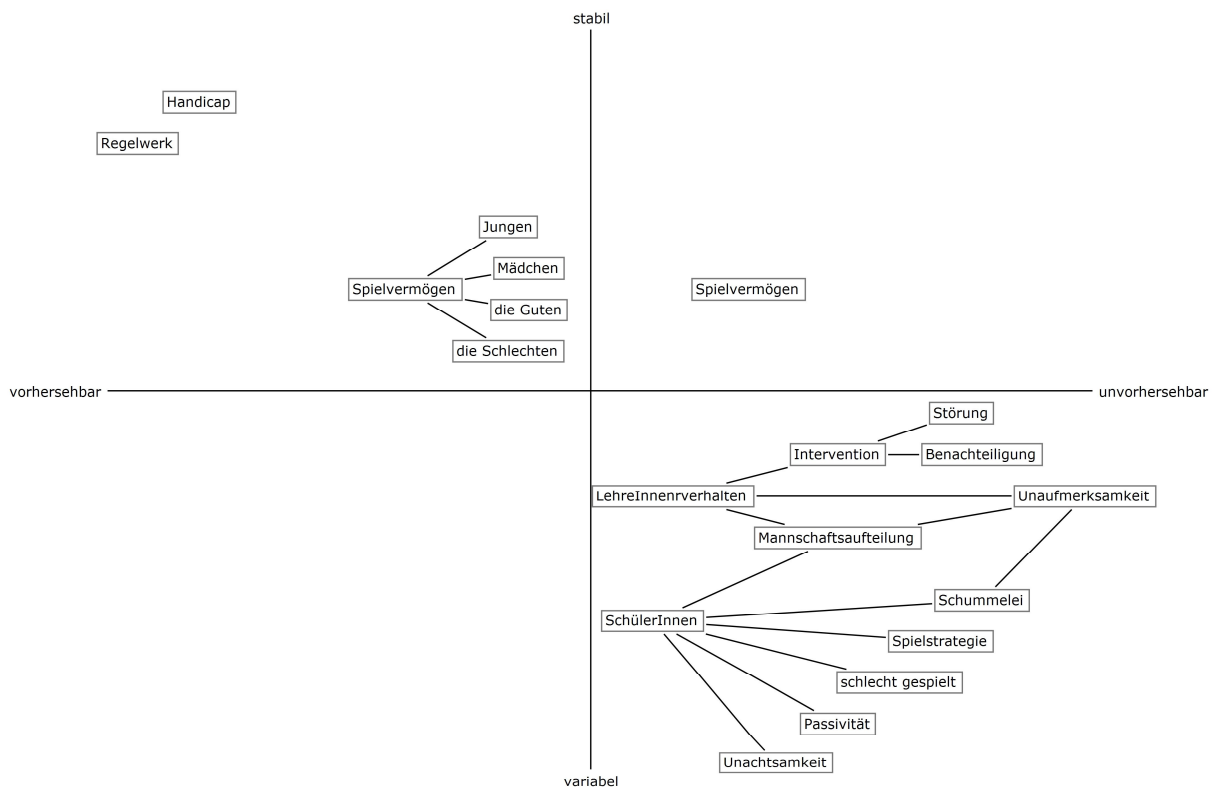 stabil
Handicap
Regelwerk
Jungen
Mädchen
Spielvermögen
Spielvermögen
die Guten
die Schlechten
vorhersehbar
unvorhersehbar
Störung
Intervention
Benachteiligung
LehreInnenrverhalten
Unaufmerksamkeit
Mannschaftsaufteilung
Schummelei
SchülerInnen
Spielstrategie
schlecht gespielt
Passivität
Unachtsamkeit
variabel